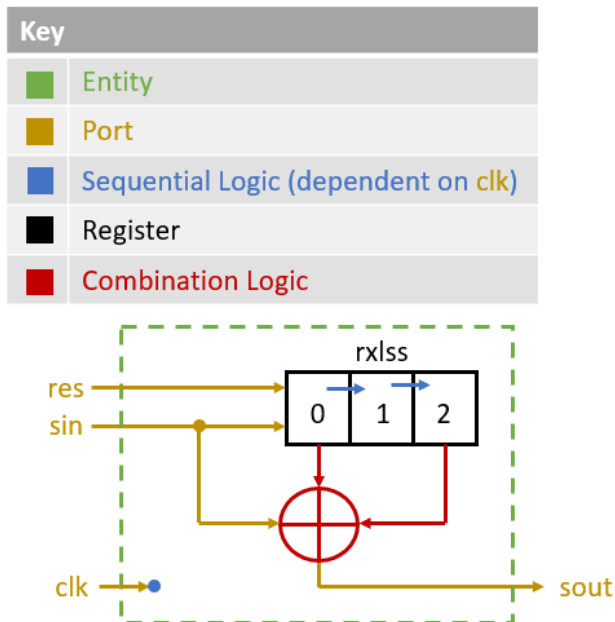 Key
Entity
Port
Sequential Logic (dependent on clk)
Register
Combination Logic
rxlss
res
0 1 2
sin
clk
sout